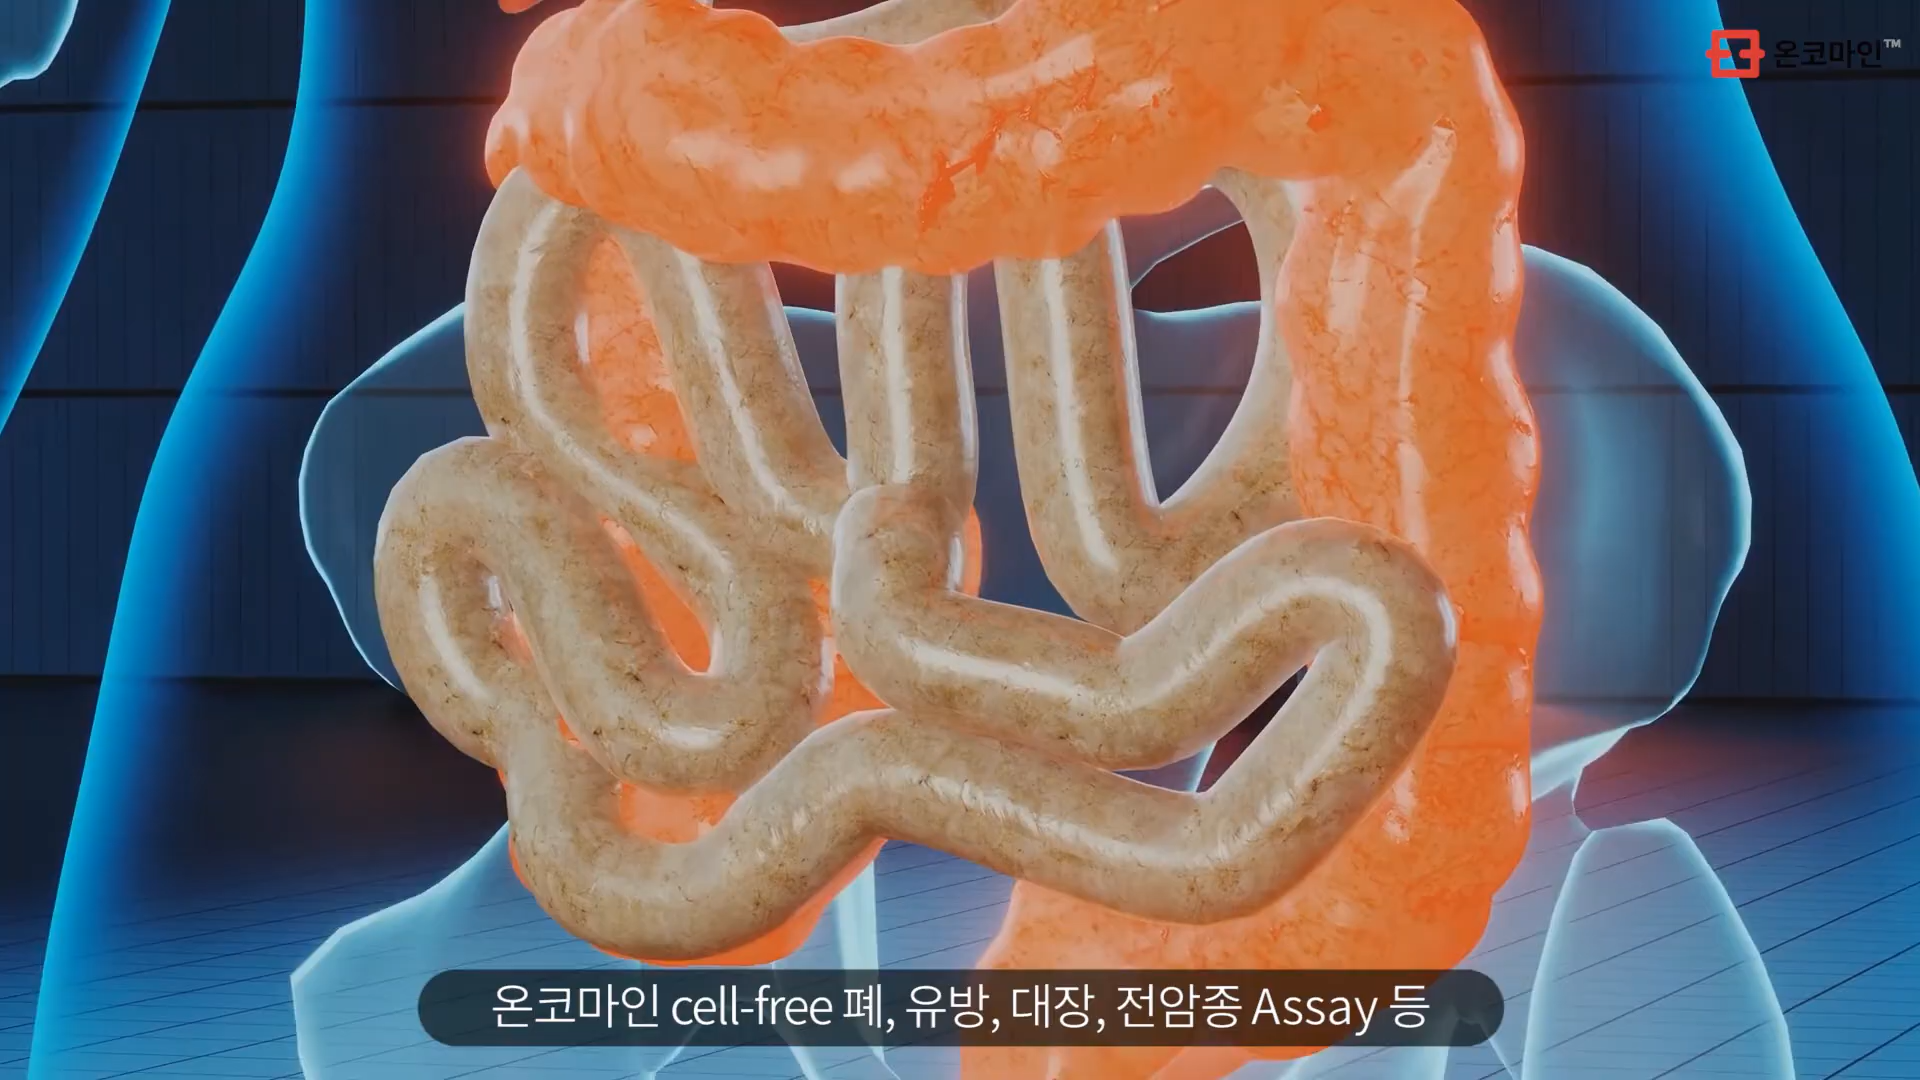 온코마인™
온코마인 cell-free 폐, 유방, 대장, 전암종 Assay 등